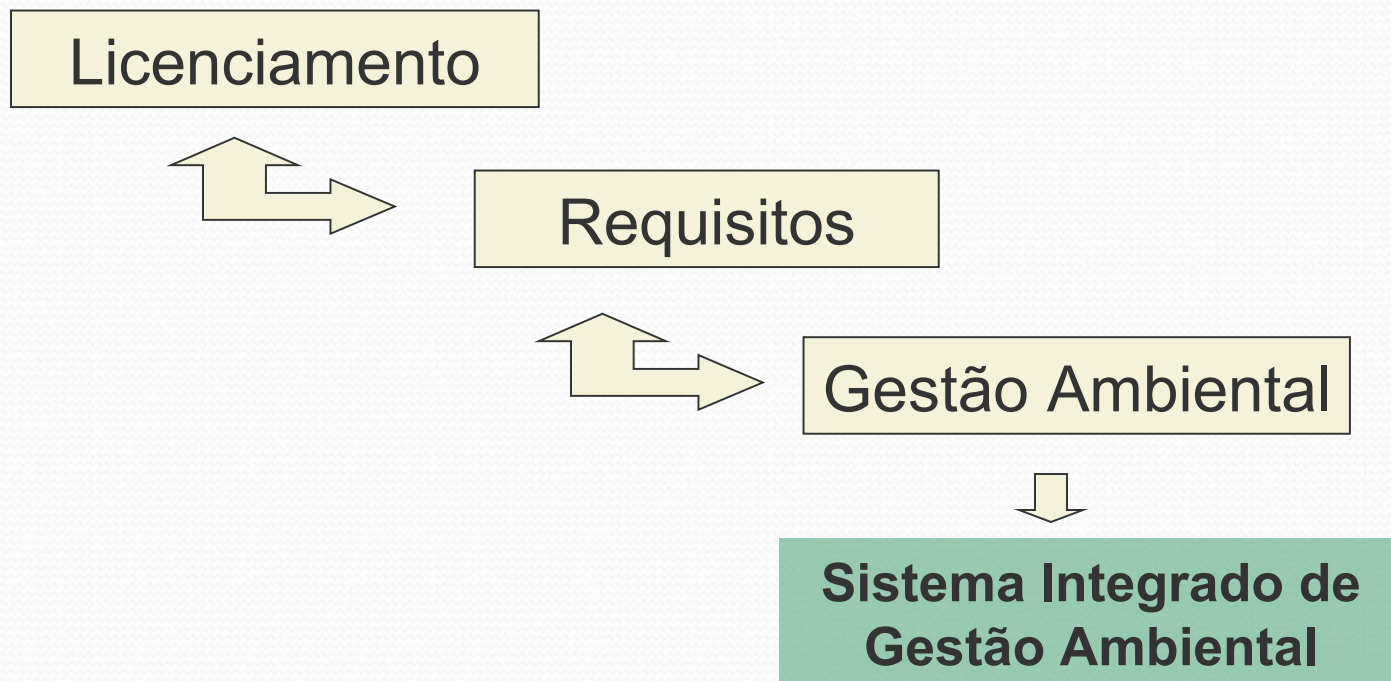 Licenciamento
Requisitos
Gestão Ambiental
Sistema Integrado de
Gestão Ambiental